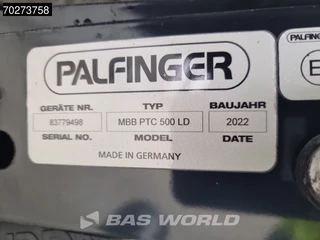 70273758
PALFINGER
GERÄTE NR. TYP BAUJAHR
83779498 MBB PTC 500 LD 2022
SERIAL NO. MODEL DATE
MADE IN GERMANY
PALFING
E
BAS WORLD